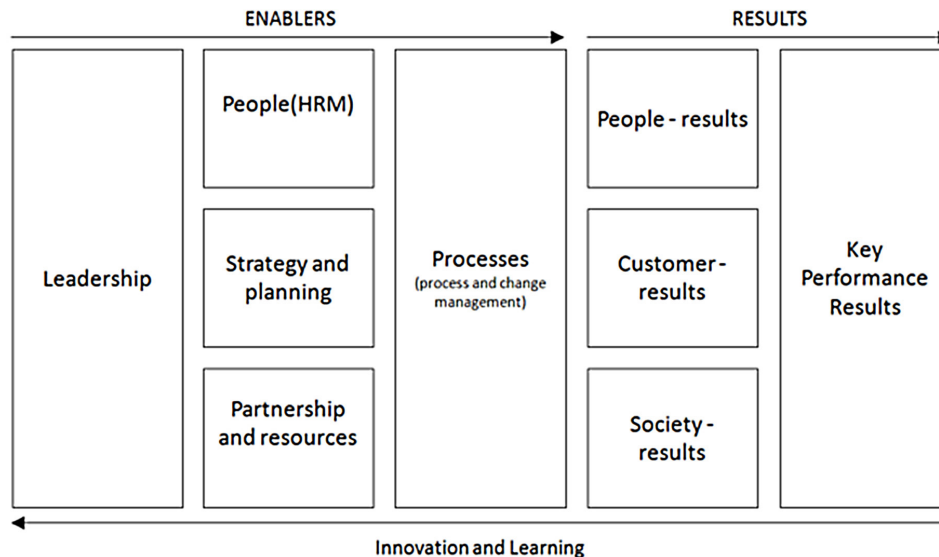 ENABLERS
RESULTS
People(HRM)
People - results
Leadership
Strategy and
planning
Processes
(process and change
management)
Customer-
results
Key
Performance
Results
Partnership
and resources
Society -
results
Innovation and Learning